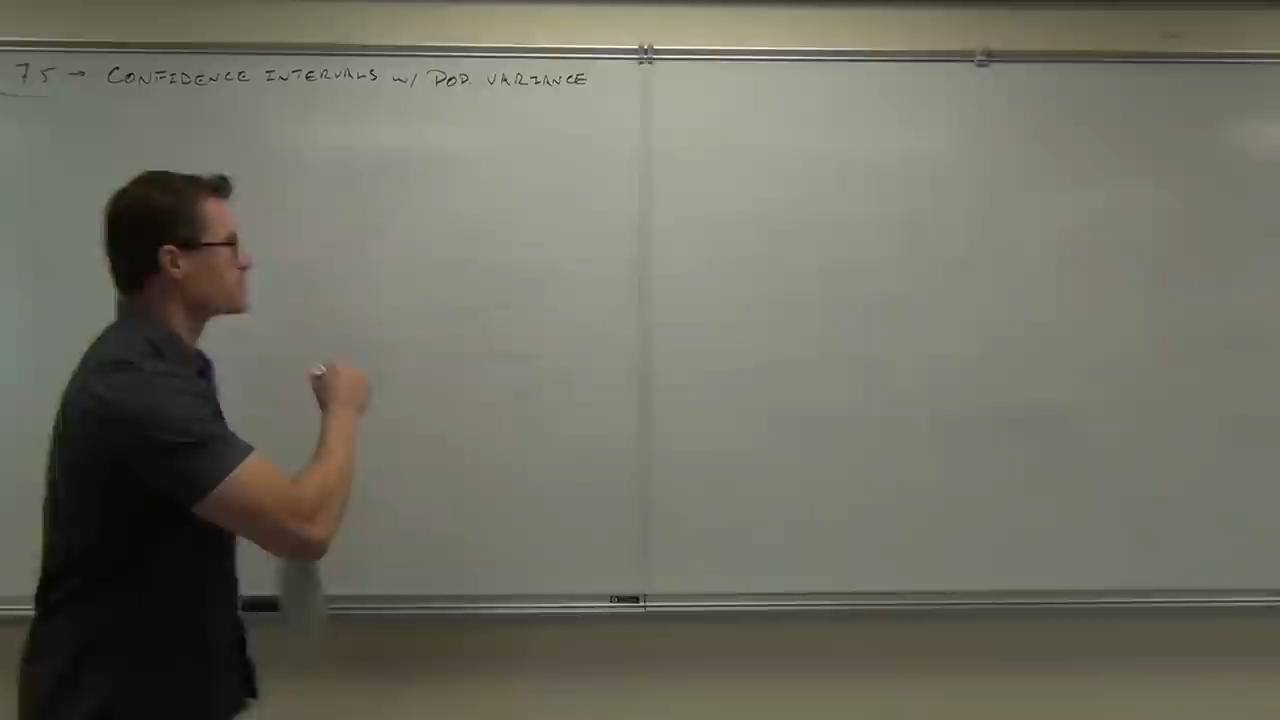 7.5 → CONFIDENCE INTERVALS W/ POP. VARIANCE